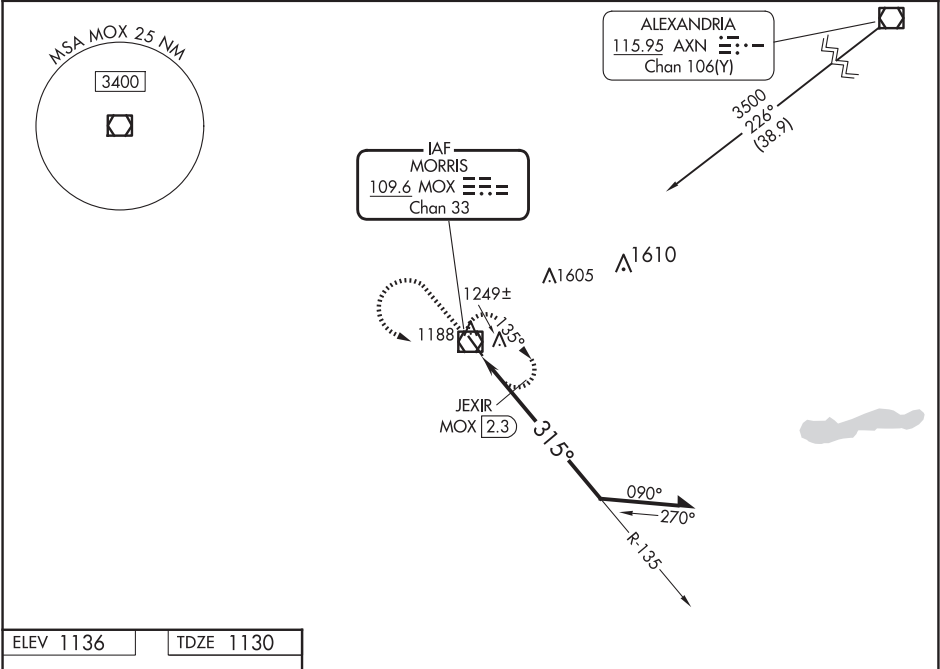 MSA MOX 25 NM
3400
ALEXANDRIA
115.95 AXN
Chan 106(Y)
3500
226°
(38.9)
IAF
MORRIS
109.6 MOX
Chan 33
1605
1610
1249±
1188
135°
JEXIR
MOX 2.3
315°
090°
270°
R-135
ELEV 1136
TDZE 1130